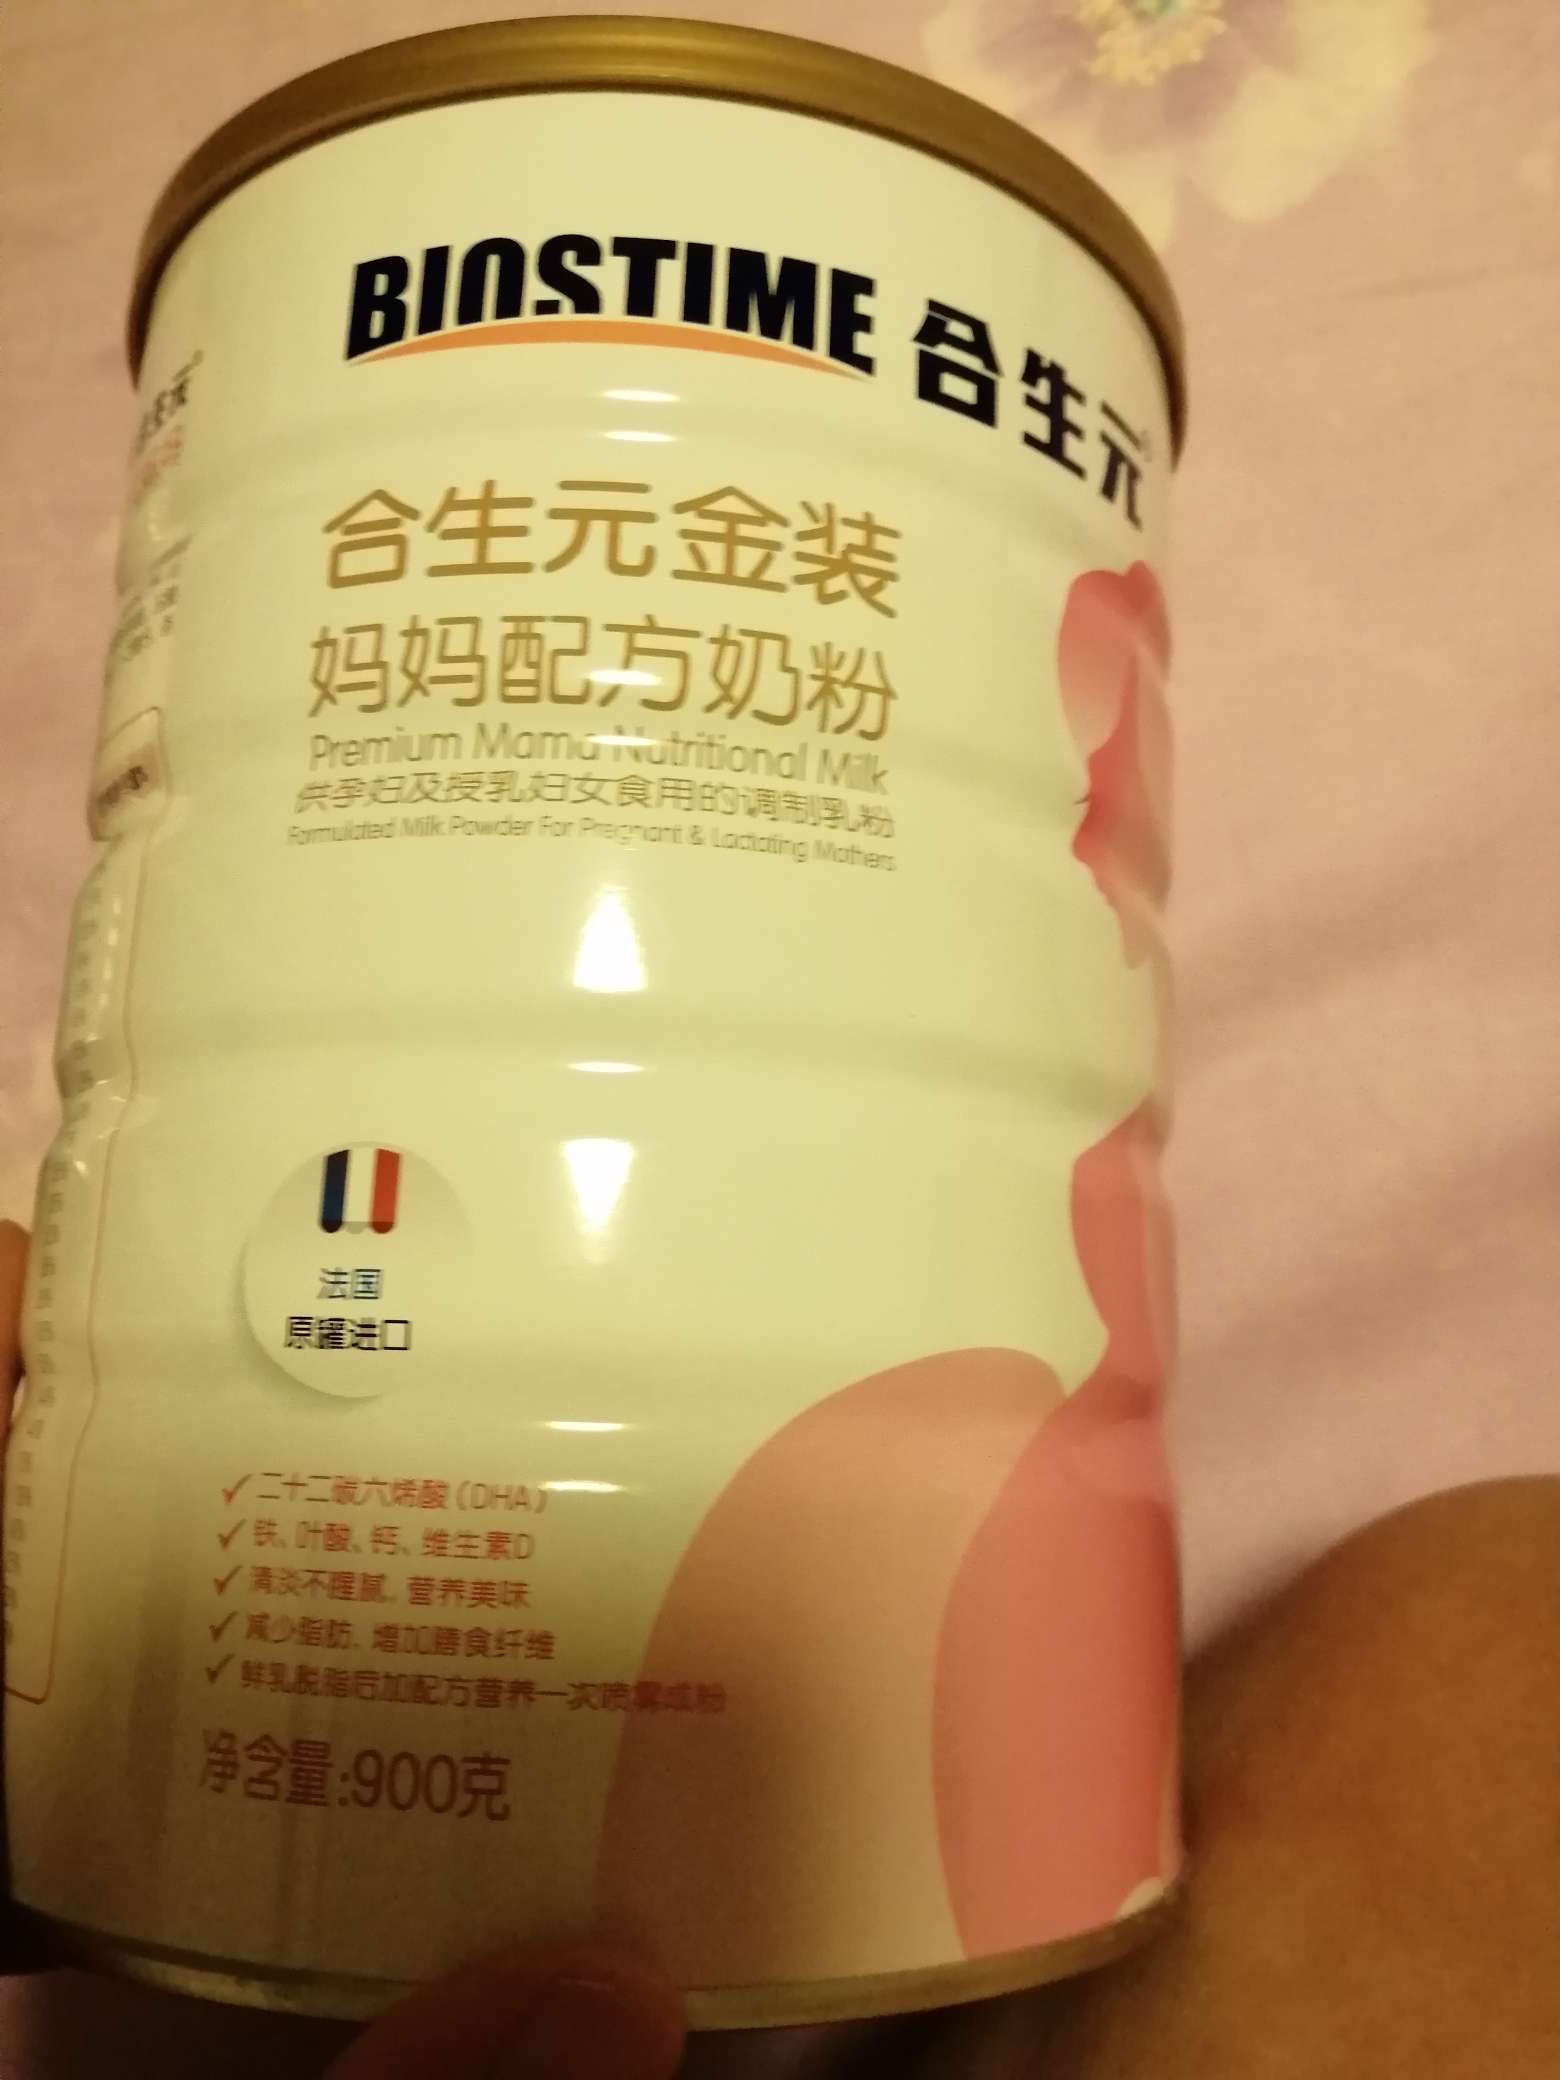 BIOSTIME 合生元
合生元金装
妈妈配方奶粉
Premium Mama Nutritional Milk
供孕妇及授乳妇女食用的调制乳粉
Formulated Milk Powder For Pregnant & Lactating Mothers
法国
原罐进口
✓ 二十二碳六烯酸(DHA)
✓ 铁、叶酸、钙、维生素D
✓ 清淡不腥腻,营养美味
✓ 减少脂肪、增加膳食纤维
✓ 鲜乳脱脂后加配方营养一次喷雾成粉
净含量:900克